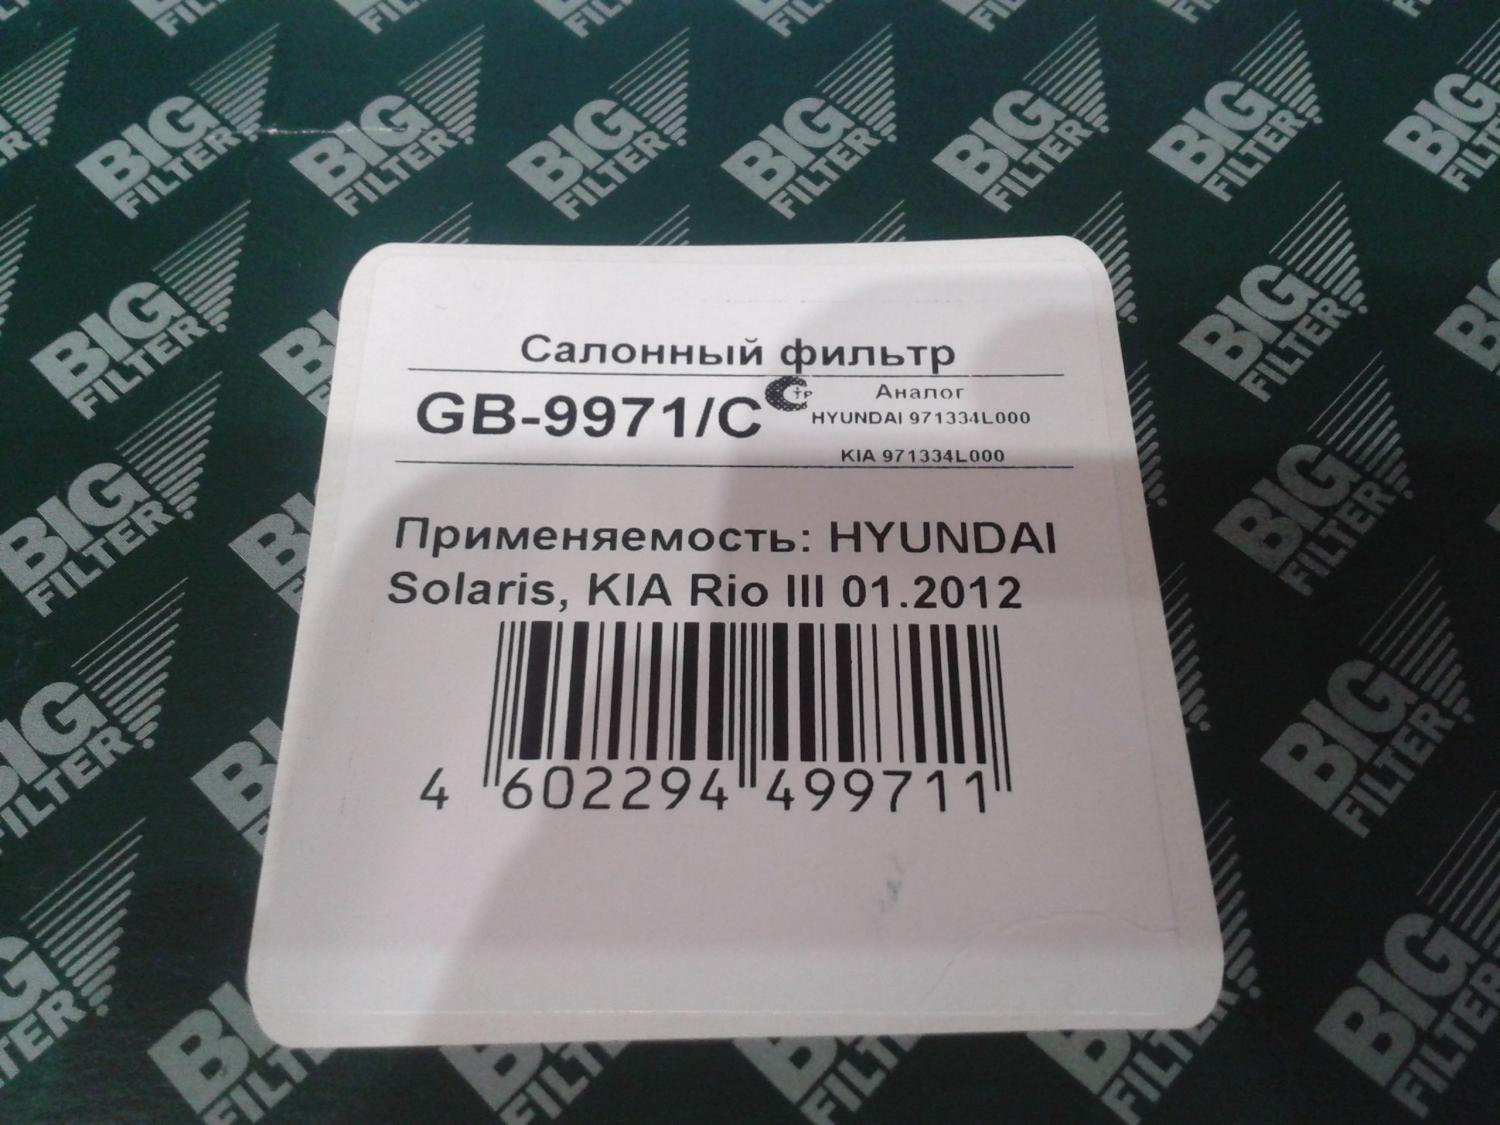 Салонный фильтр
GB-9971/C
Аналог
HYUNDAI 971334L000
KIA 971334L000
Применяемость: HYUNDAI
Solaris, KIA Rio III 01.2012
4 602294 499711
BIG
FILTER